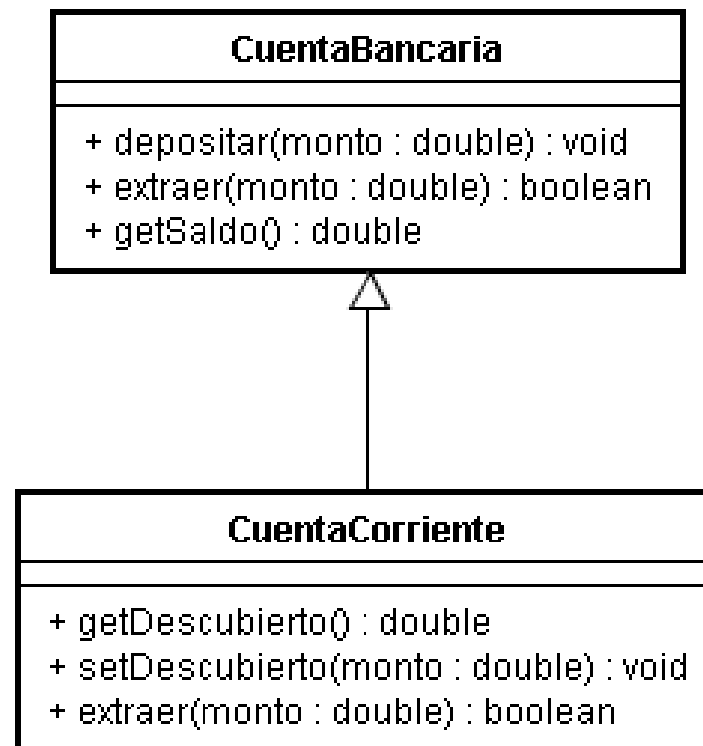 CuentaBancaria
+ depositar(monto : double) : void
+ extraer(monto : double) : boolean
+ getSaldo() : double
CuentaCorriente
+ getDescubierto() : double
+ setDescubierto(monto : double) : void
+ extraer(monto : double) : boolean